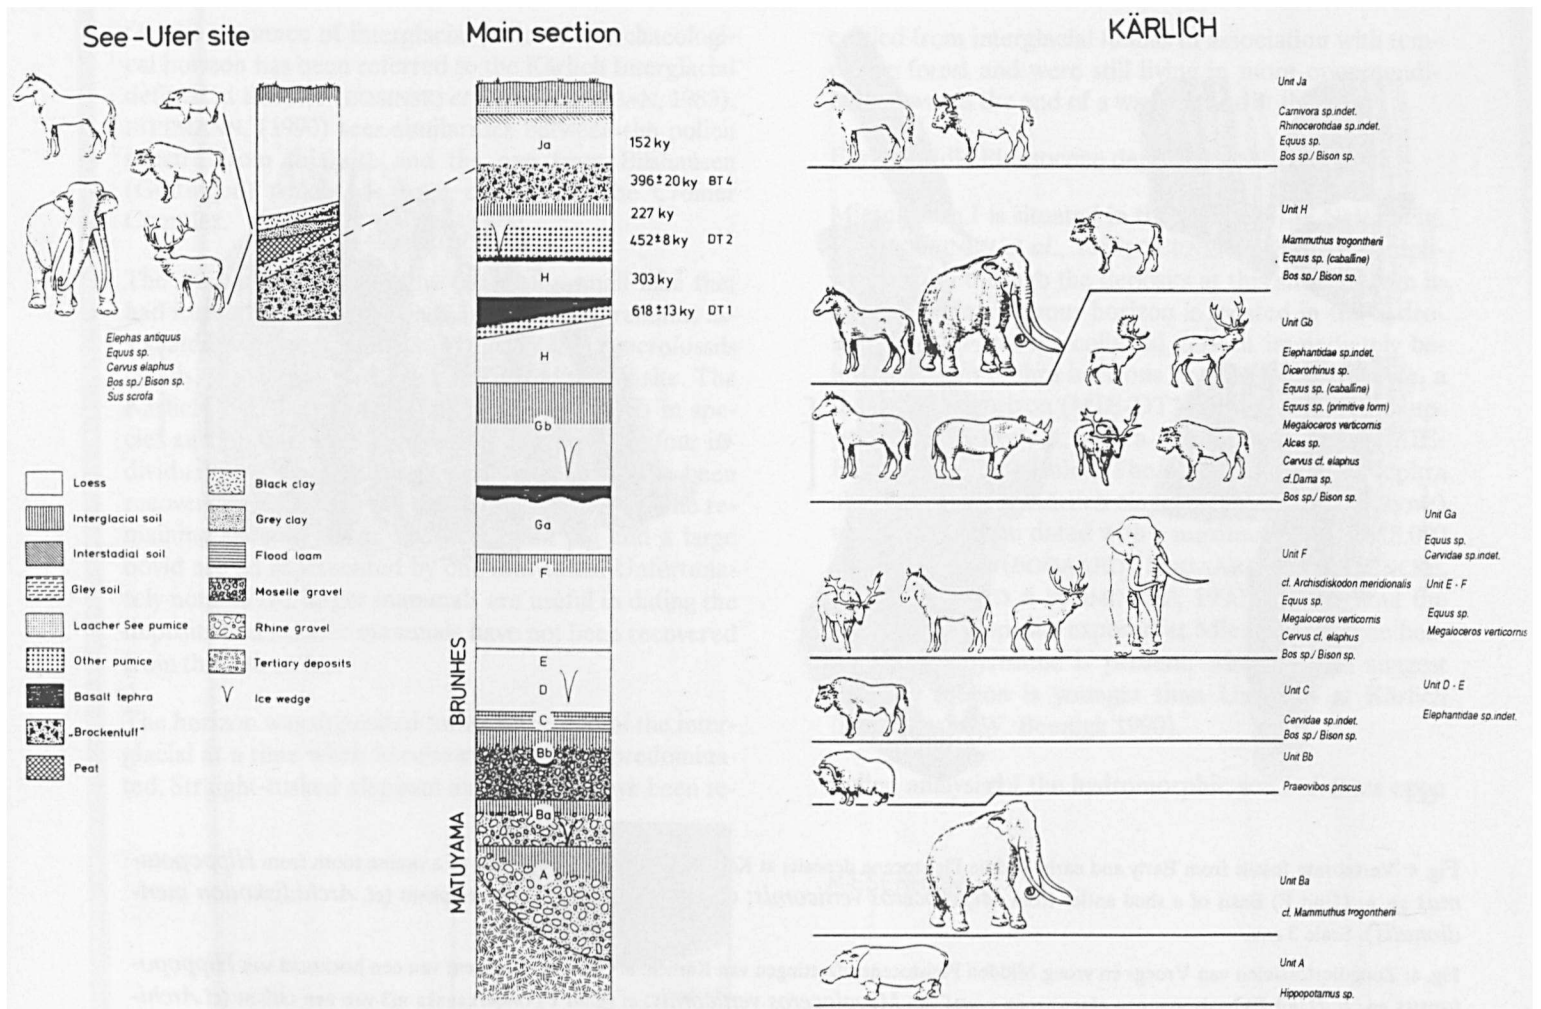 See-Ufer site
Main section
KÄRLICH
Elephas antiquus
Equus sp.
Cervus elaphus
Bos sp./ Bison sp.
Sus scrofa
Loess
Interglacial soil
Interstadial soil
Gley soil
Laacher See pumice
Other pumice
Basalt tephra
„Brockentuff"
Peat
Black clay
Grey clay
Flood loam
Moselle gravel
Rhine gravel
Tertiary deposits
Ice wedge
BRUNHES
MATUYAMA
Ja
H
H
Gb
Ga
F
E
D
C
Bb
Ba
A
152 ky
396±20 ky BT 4
227 ky
452±8 ky DT 2
303 ky
618±13 ky DT 1
Unit Ja
Carnivora sp.indet.
Rhinocerotidae sp.indet.
Equus sp.
Bos sp./ Bison sp.
Unit H
Mammuthus trogontherii
Equus sp. (caballine)
Bos sp./ Bison sp.
Unit Gb
Elephantidae sp.indet.
Dicerorhinus sp.
Equus sp. (caballine)
Equus sp. (primitive form)
Megaloceros verticornis
Alces sp.
Cervus cf. elaphus
cf.Dama sp.
Bos sp./ Bison sp.
Unit Ga
Equus sp.
Cervidae sp.indet.
Unit F
cf. Archidiskodon meridionalis
Equus sp.
Megaloceros verticornis
Cervus cf. elaphus
Bos sp./ Bison sp.
Unit E - F
Equus sp.
Megaloceros verticornis
Unit C
Cervidae sp.indet.
Bos sp./ Bison sp.
Unit D - E
Elephantidae sp.indet.
Unit Bb
Praeovibos priscus
Unit Ba
cf. Mammuthus trogontherii
Unit A
Hippopotamus sp.